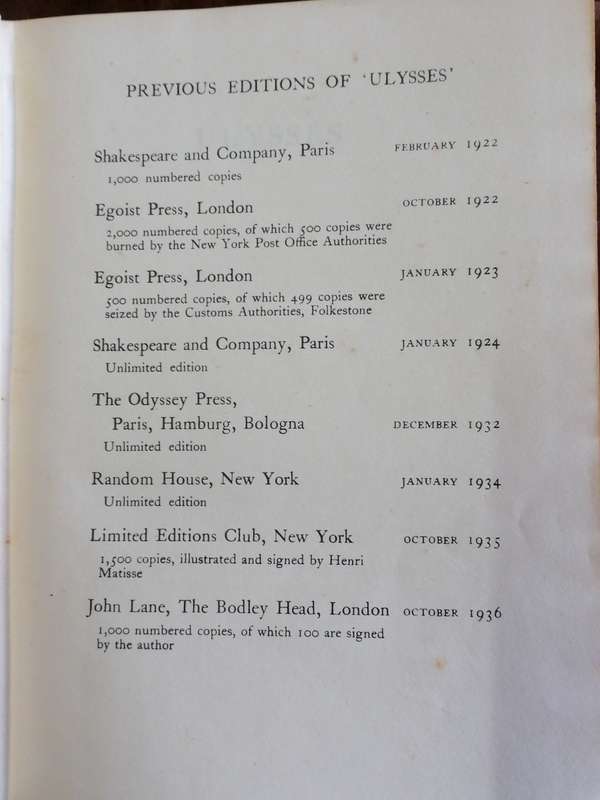 PREVIOUS EDITIONS OF 'ULYSSES'
Shakespeare and Company, Paris FEBRUARY 1922
1,000 numbered copies
Egoist Press, London OCTOBER 1922
2,000 numbered copies, of which 500 copies were
burned by the New York Post Office Authorities
Egoist Press, London JANUARY 1923
500 numbered copies, of which 499 copies were
seized by the Customs Authorities, Folkestone
Shakespeare and Company, Paris JANUARY 1924
Unlimited edition
The Odyssey Press,
Paris, Hamburg, Bologna DECEMBER 1932
Unlimited edition
Random House, New York JANUARY 1934
Unlimited edition
Limited Editions Club, New York OCTOBER 1935
1,500 copies, illustrated and signed by Henri
Matisse
John Lane, The Bodley Head, London OCTOBER 1936
1,000 numbered copies, of which 100 are signed
by the author